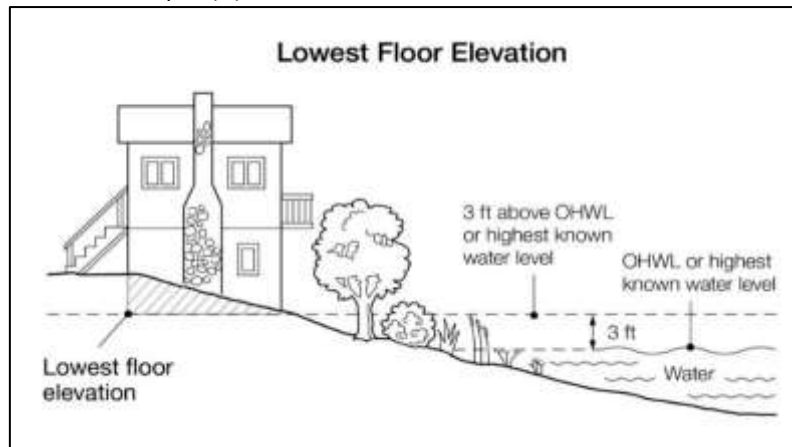 Lowest Floor Elevation
3 ft above OHWL
or highest known
water level
OHWL or highest
known water level
3 ft
Lowest floor
elevation
Water